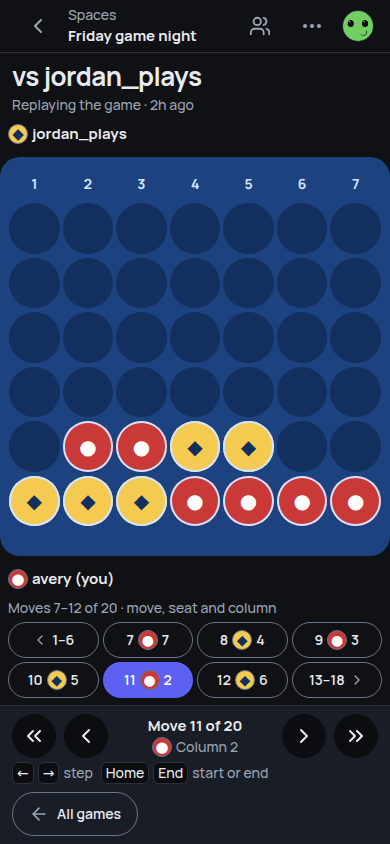 Spaces
Friday game night
vs jordan_plays
Replaying the game · 2h ago
jordan_plays
1 2 3 4 5 6 7
avery (you)
Moves 7–12 of 20 · move, seat and column
1–6 7 7 8 4 9 3
10 5 11 2 12 6 13–18
Move 11 of 20
Column 2
← → step Home End start or end
All games